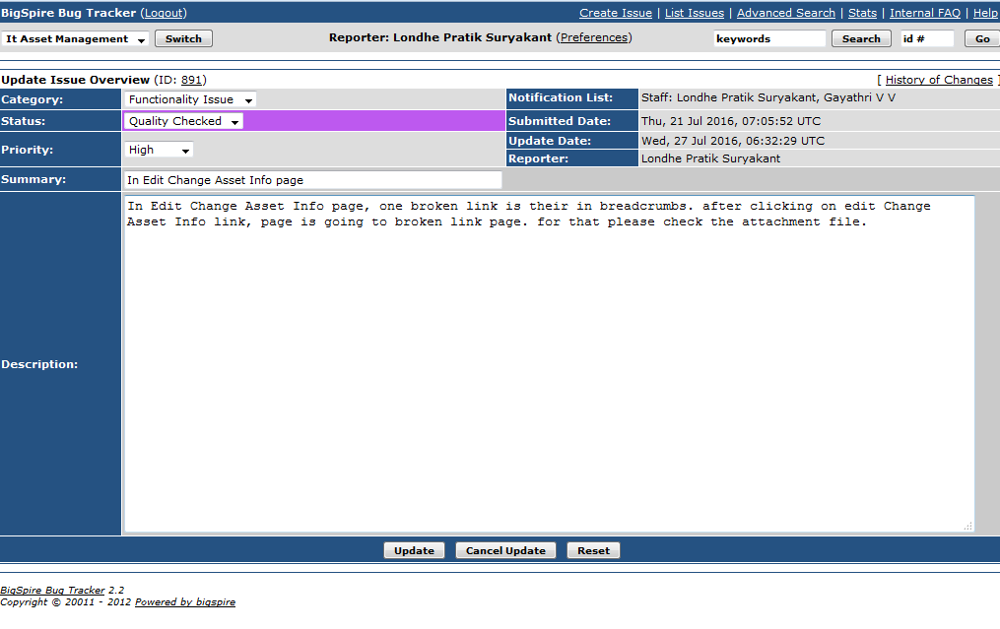 BigSpire Bug Tracker (Logout) Create Issue | List Issues | Advanced Search | Stats | Internal FAQ | Help
It Asset Management Switch Reporter: Londhe Pratik Suryakant (Preferences) keywords Search id # Go
Update Issue Overview (ID: 891) [ History of Changes ]
Category: Functionality Issue Notification List: Staff: Londhe Pratik Suryakant, Gayathri V V
Status: Quality Checked Submitted Date: Thu, 21 Jul 2016, 07:05:52 UTC
Priority: High Update Date: Wed, 27 Jul 2016, 06:32:29 UTC
Reporter: Londhe Pratik Suryakant
Summary: In Edit Change Asset Info page
In Edit Change Asset Info page, one broken link is their in breadcrumbs. after clicking on edit Change
Asset Info link, page is going to broken link page. for that please check the attachment file.
Description:
Update Cancel Update Reset
BigSpire Bug Tracker 2.2
Copyright © 20011 - 2012 Powered by bigspire